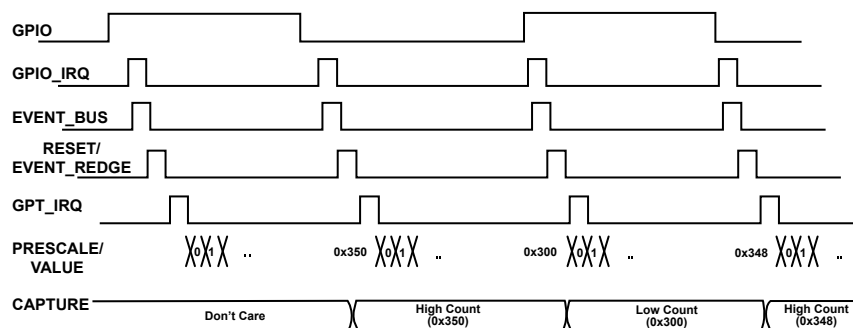 GPIO
GPIO_IRQ
EVENT_BUS
RESET/
EVENT_REDGE
GPT_IRQ
PRESCALE/
VALUE
0 1 ..
0x350 0 1 ..
0x300 0 1 ..
0x348 0 1 ..
CAPTURE
Don't Care
High Count
(0x350)
Low Count
(0x300)
High Count
(0x348)